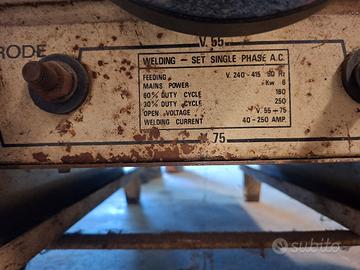 RODE
V. 55
WELDING - SET SINGLE PHASE A.C.
FEEDING V. 240-415 50 Hz
MAINS POWER Kw 6
60% DUTY CYCLE 160
30% DUTY CYCLE 250
OPEN VOLTAGE V 55-75
WELDING CURRENT 40-250 AMP.
V. 75
subito